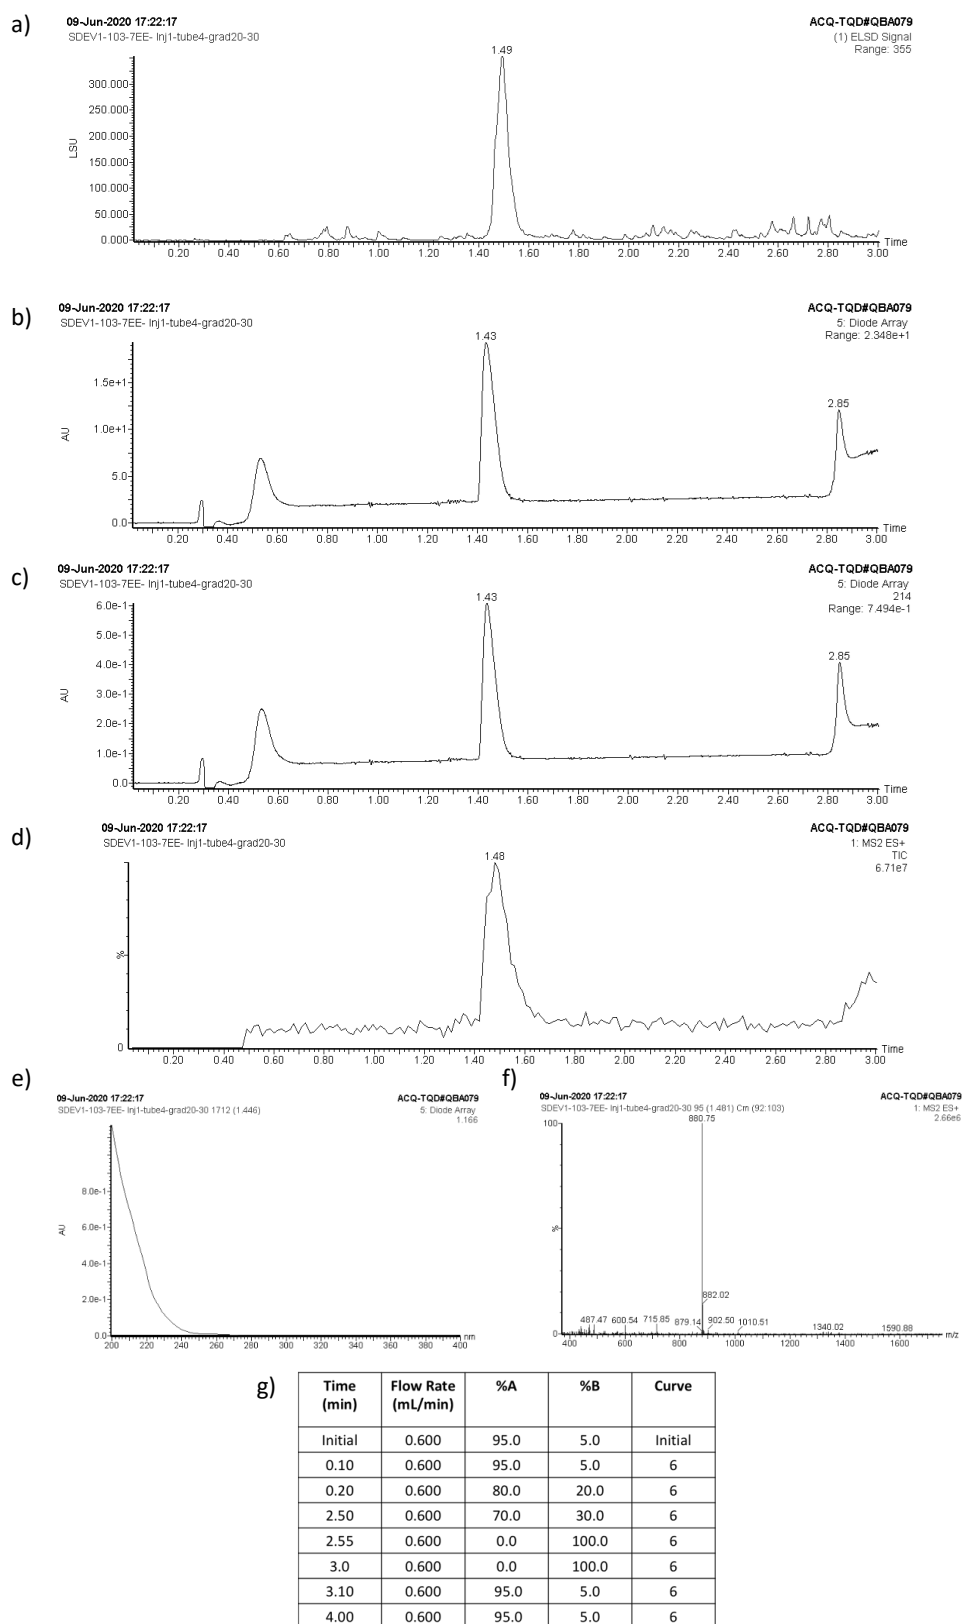 a)
09-Jun-2020 17:22:17 ACQ-TQD#QBA079
SDEV1-103-7EE- Inj1-tube4-grad20-30 (1) ELSD Signal
Range: 355
1.49
300.000
250.000
200.000
150.000
100.000
50.000
0.000
LSU
0.20 0.40 0.60 0.80 1.00 1.20 1.40 1.60 1.80 2.00 2.20 2.40 2.60 2.80 3.00
Time
b)
09-Jun-2020 17:22:17 ACQ-TQD#QBA079
SDEV1-103-7EE- Inj1-tube4-grad20-30 5: Diode Array
Range: 2.348e+1
1.43
2.85
1.5e+1
1.0e+1
5.0
0.0
AU
0.20 0.40 0.60 0.80 1.00 1.20 1.40 1.60 1.80 2.00 2.20 2.40 2.60 2.80 3.00
Time
c)
09-Jun-2020 17:22:17 ACQ-TQD#QBA079
SDEV1-103-7EE- Inj1-tube4-grad20-30 5: Diode Array
214
Range: 7.494e-1
1.43
2.85
6.0e-1
5.0e-1
4.0e-1
3.0e-1
2.0e-1
1.0e-1
0.0
AU
0.20 0.40 0.60 0.80 1.00 1.20 1.40 1.60 1.80 2.00 2.20 2.40 2.60 2.80 3.00
Time
d)
09-Jun-2020 17:22:17 ACQ-TQD#QBA079
SDEV1-103-7EE- Inj1-tube4-grad20-30 1: MS2 ES+
TIC
6.71e7
1.48
%
0
0.20 0.40 0.60 0.80 1.00 1.20 1.40 1.60 1.80 2.00 2.20 2.40 2.60 2.80 3.00
Time
e)
09-Jun-2020 17:22:17 ACQ-TQD#QBA079
SDEV1-103-7EE- Inj1-tube4-grad20-30 1712 (1.446) 5: Diode Array
1.166
8.0e-1
6.0e-1
4.0e-1
2.0e-1
0.0
AU
nm
200 220 240 260 280 300 320 340 360 380 400
f)
09-Jun-2020 17:22:17 ACQ-TQD#QBA079
SDEV1-103-7EE- Inj1-tube4-grad20-30 95 (1.481) Cm (92:103) 1: MS2 ES+
2.66e6
880.75
100
%
0
882.02
487.47 600.54 715.85 879.14 902.50 1010.51 1340.02 1590.88
m/z
400 600 800 1000 1200 1400 1600
g)
Time (min) Flow Rate (mL/min) %A %B Curve
Initial 0.600 95.0 5.0 Initial
0.10 0.600 95.0 5.0 6
0.20 0.600 80.0 20.0 6
2.50 0.600 70.0 30.0 6
2.55 0.600 0.0 100.0 6
3.0 0.600 0.0 100.0 6
3.10 0.600 95.0 5.0 6
4.00 0.600 95.0 5.0 6